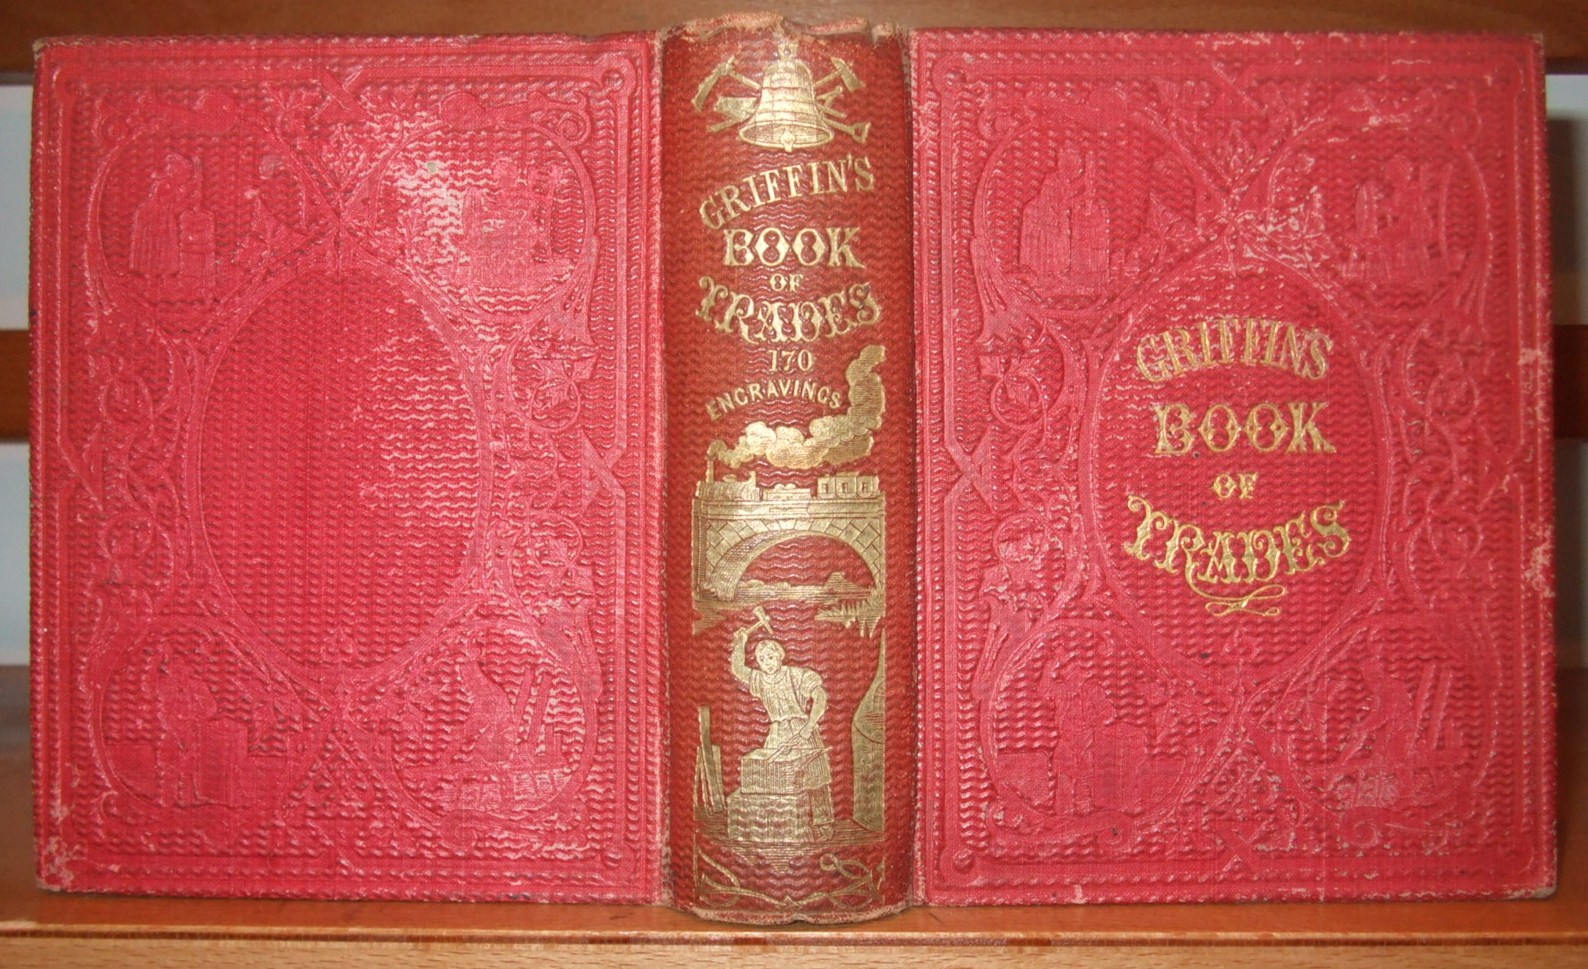 GRIFFIN'S
BOOK
OF
TRADES
170
ENGRAVINGS
GRIFFIN'S
BOOK
OF
TRADES